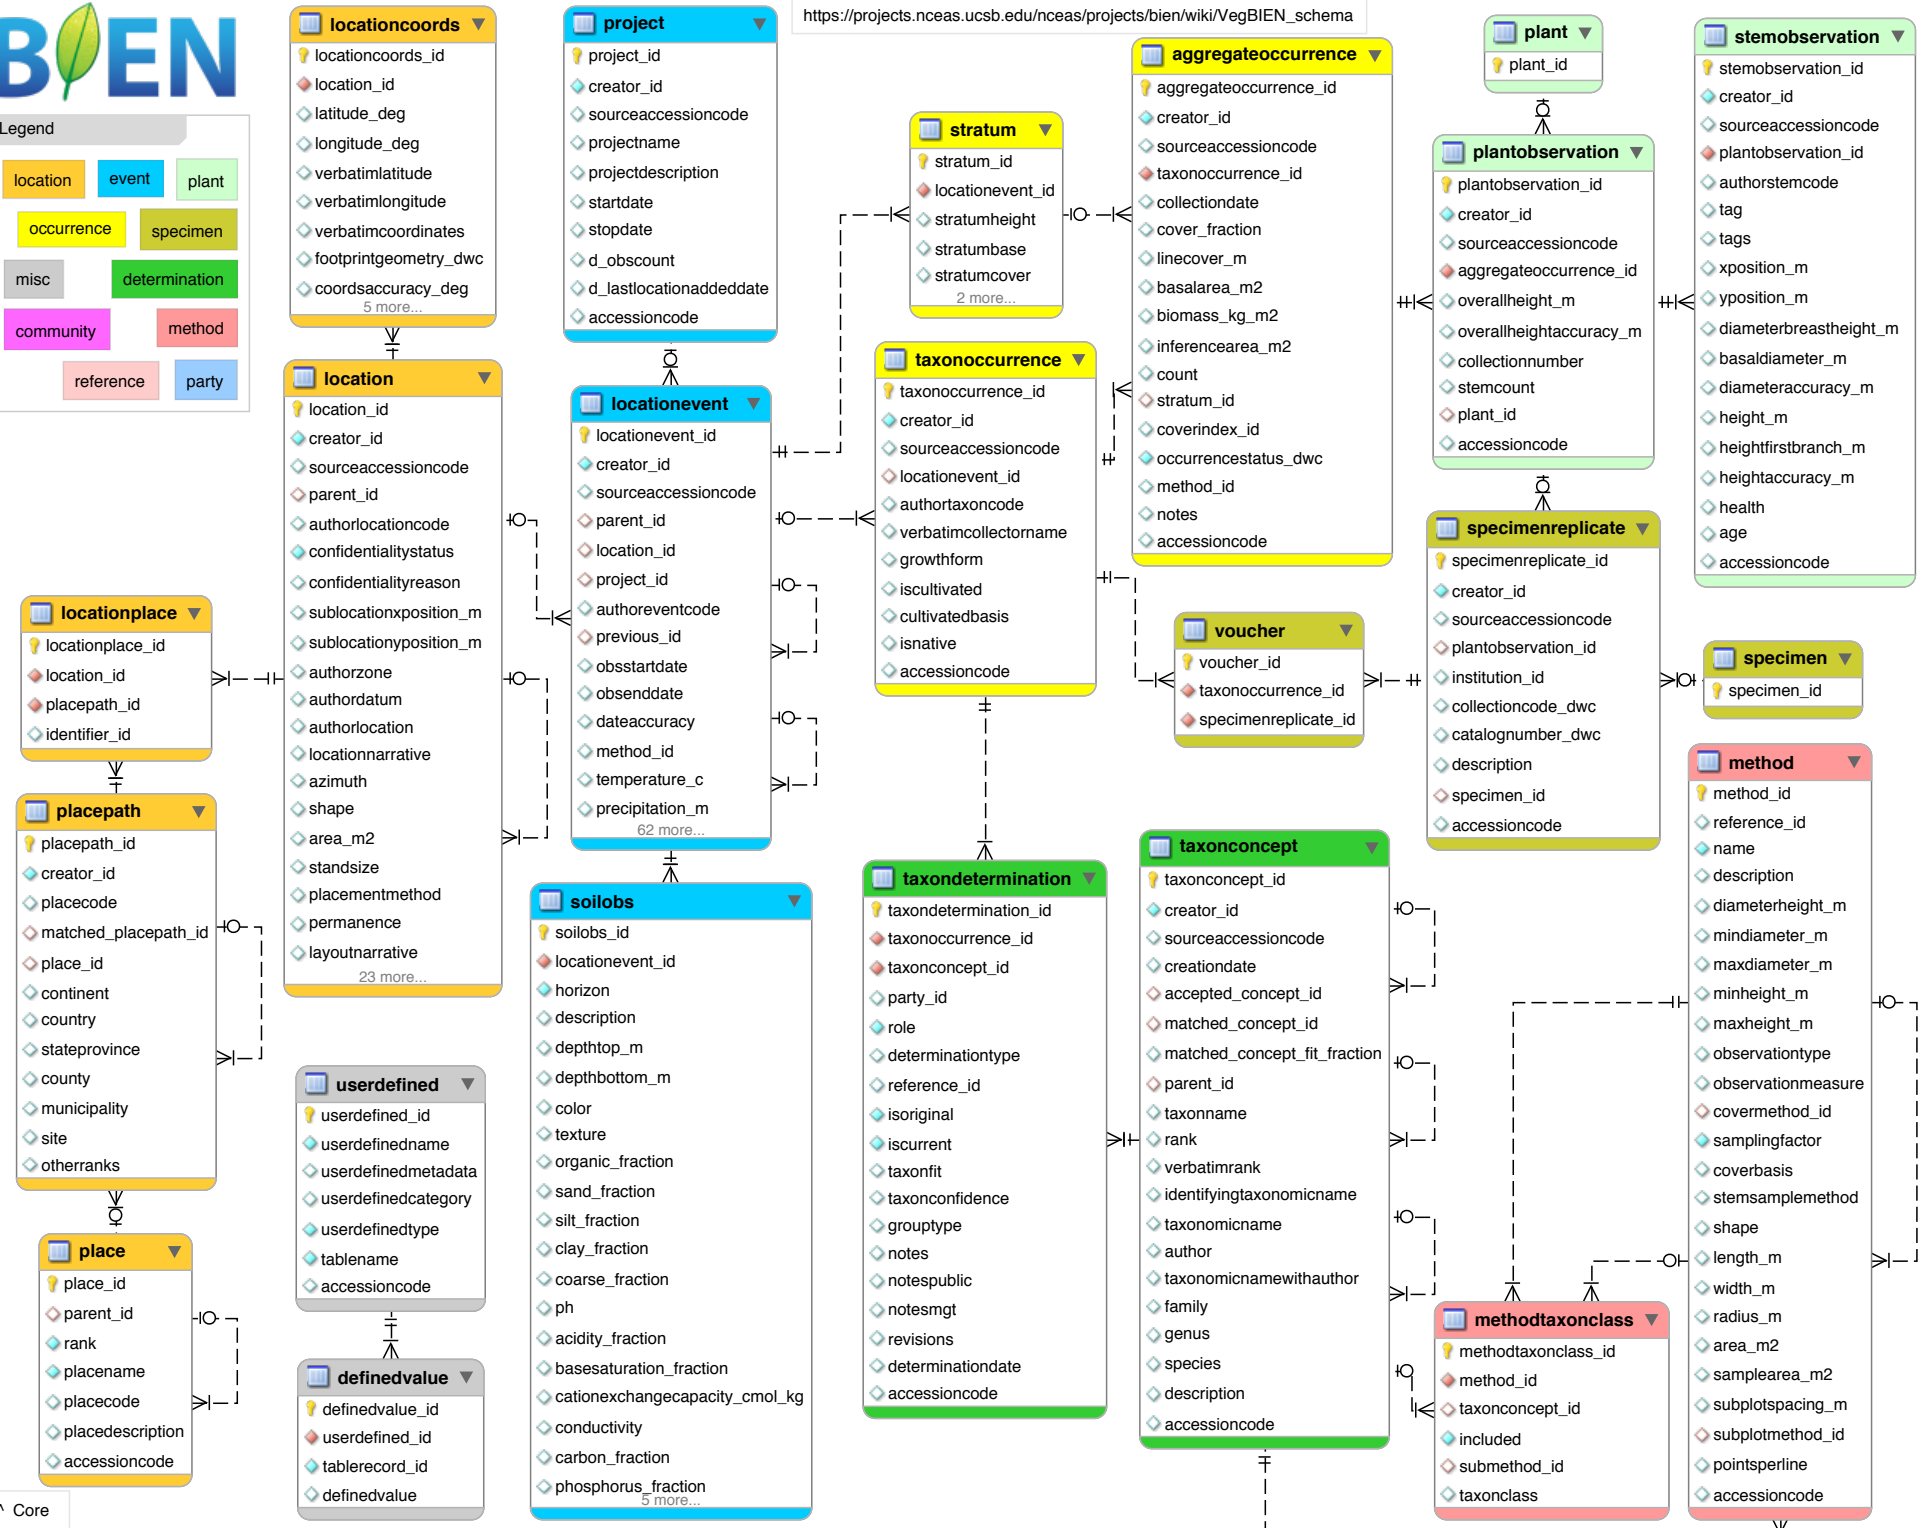 BIEN
https://projects.nceas.ucsb.edu/nceas/projects/bien/wiki/VegBIEN_schema
Legend
location
event
plant
occurrence
specimen
misc
determination
community
method
reference
party
locationcoords
locationcoords_id
location_id
latitude_deg
longitude_deg
verbatimlatitude
verbatimlongitude
verbatimcoordinates
footprintgeometry_dwc
coordsaccuracy_deg
5 more...
project
project_id
creator_id
sourceaccessioncode
projectname
projectdescription
startdate
stopdate
d_obscount
d_lastlocationaddeddate
accessioncode
stratum
stratum_id
locationevent_id
stratumheight
stratumbase
stratumcover
2 more...
aggregateoccurrence
aggregateoccurrence_id
creator_id
sourceaccessioncode
taxonoccurrence_id
collectiondate
cover_fraction
linecover_m
basalarea_m2
biomass_kg_m2
inferencearea_m2
count
stratum_id
coverindex_id
occurrencestatus_dwc
method_id
notes
accessioncode
plant
plant_id
plantobservation
plantobservation_id
creator_id
sourceaccessioncode
aggregateoccurrence_id
overallheight_m
overallheightaccuracy_m
collectionnumber
stemcount
plant_id
accessioncode
stemobservation
stemobservation_id
creator_id
sourceaccessioncode
plantobservation_id
authorstemcode
tag
tags
xposition_m
yposition_m
diameterbreastheight_m
basaldiameter_m
diameteraccuracy_m
height_m
heightfirstbranch_m
heightaccuracy_m
health
age
accessioncode
location
location_id
creator_id
sourceaccessioncode
parent_id
authorlocationcode
confidentialitystatus
confidentialityreason
sublocationxposition_m
sublocationyposition_m
authorzone
authordatum
authorlocation
locationnarrative
azimuth
shape
area_m2
standsize
placementmethod
permanence
layoutnarrative
23 more...
locationevent
locationevent_id
creator_id
sourceaccessioncode
parent_id
location_id
project_id
authoreventcode
previous_id
obsstartdate
obsenddate
dateaccuracy
method_id
temperature_c
precipitation_m
62 more...
taxonoccurrence
taxonoccurrence_id
creator_id
sourceaccessioncode
locationevent_id
authortaxoncode
verbatimcollectorname
growthform
iscultivated
cultivatedbasis
isnative
accessioncode
voucher
voucher_id
taxonoccurrence_id
specimenreplicate_id
specimenreplicate
specimenreplicate_id
creator_id
sourceaccessioncode
plantobservation_id
institution_id
collectioncode_dwc
catalognumber_dwc
description
specimen_id
accessioncode
specimen
specimen_id
locationplace
locationplace_id
location_id
placepath_id
identifier_id
placepath
placepath_id
creator_id
placecode
matched_placepath_id
place_id
continent
country
stateprovince
county
municipality
site
otherranks
place
place_id
parent_id
rank
placename
placecode
placedescription
accessioncode
userdefined
userdefined_id
userdefinedname
userdefinedmetadata
userdefinedcategory
userdefinedtype
tablename
accessioncode
definedvalue
definedvalue_id
userdefined_id
tablerecord_id
definedvalue
soilobs
soilobs_id
locationevent_id
horizon
description
depthtop_m
depthbottom_m
color
texture
organic_fraction
sand_fraction
silt_fraction
clay_fraction
coarse_fraction
ph
acidity_fraction
basesaturation_fraction
cationexchangecapacity_cmol_kg
conductivity
carbon_fraction
phosphorus_fraction
5 more...
taxondetermination
taxondetermination_id
taxonoccurrence_id
taxonconcept_id
party_id
role
determinationtype
reference_id
isoriginal
iscurrent
taxonfit
taxonconfidence
grouptype
notes
notespublic
notesmgt
revisions
determinationdate
accessioncode
taxonconcept
taxonconcept_id
creator_id
sourceaccessioncode
creationdate
accepted_concept_id
matched_concept_id
matched_concept_fit_fraction
parent_id
taxonname
rank
verbatimrank
identifyingtaxonomicname
taxonomicname
author
taxonomicnamewithauthor
family
genus
species
description
accessioncode
method
method_id
reference_id
name
description
diameterheight_m
mindiameter_m
maxdiameter_m
minheight_m
maxheight_m
observationtype
observationmeasure
covermethod_id
samplingfactor
coverbasis
stemsamplemethod
shape
length_m
width_m
radius_m
area_m2
samplearea_m2
subplotspacing_m
subplotmethod_id
pointsperline
accessioncode
methodtaxonclass
methodtaxonclass_id
method_id
taxonconcept_id
included
submethod_id
taxonclass
^ Core